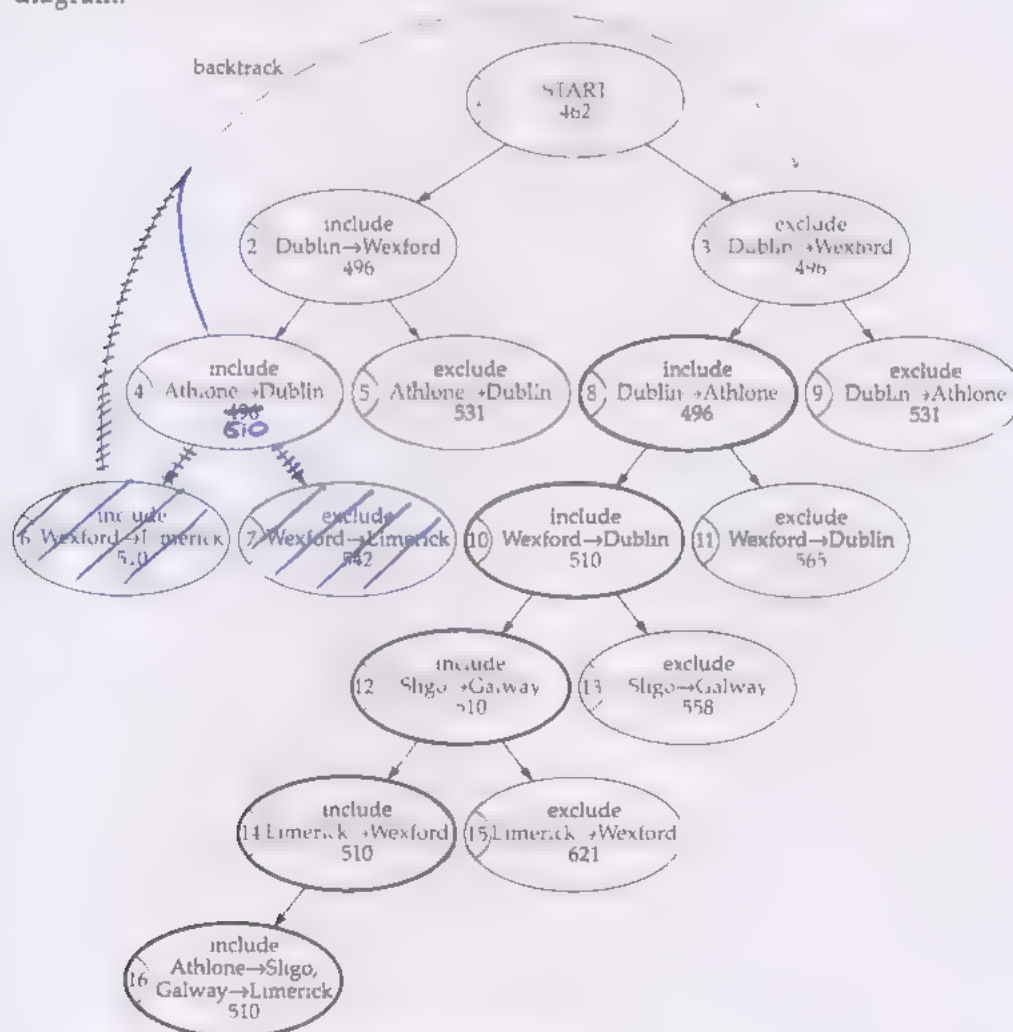 diagram.
backtrack
1
START
462
2
include
Dublin→Wexford
496
3
exclude
Dublin→Wexford
496
4
include
Athlone→Dublin
496
510
5
exclude
Athlone→Dublin
531
8
include
Dublin→Athlone
496
9
exclude
Dublin→Athlone
531
6
include
Wexford→Limerick
510
7
exclude
Wexford→Limerick
542
10
include
Wexford→Dublin
510
11
exclude
Wexford→Dublin
565
12
include
Sligo→Galway
510
13
exclude
Sligo→Galway
558
14
include
Limerick→Wexford
510
15
exclude
Limerick→Wexford
621
16
include
Athlone→Sligo,
Galway→Limerick
510